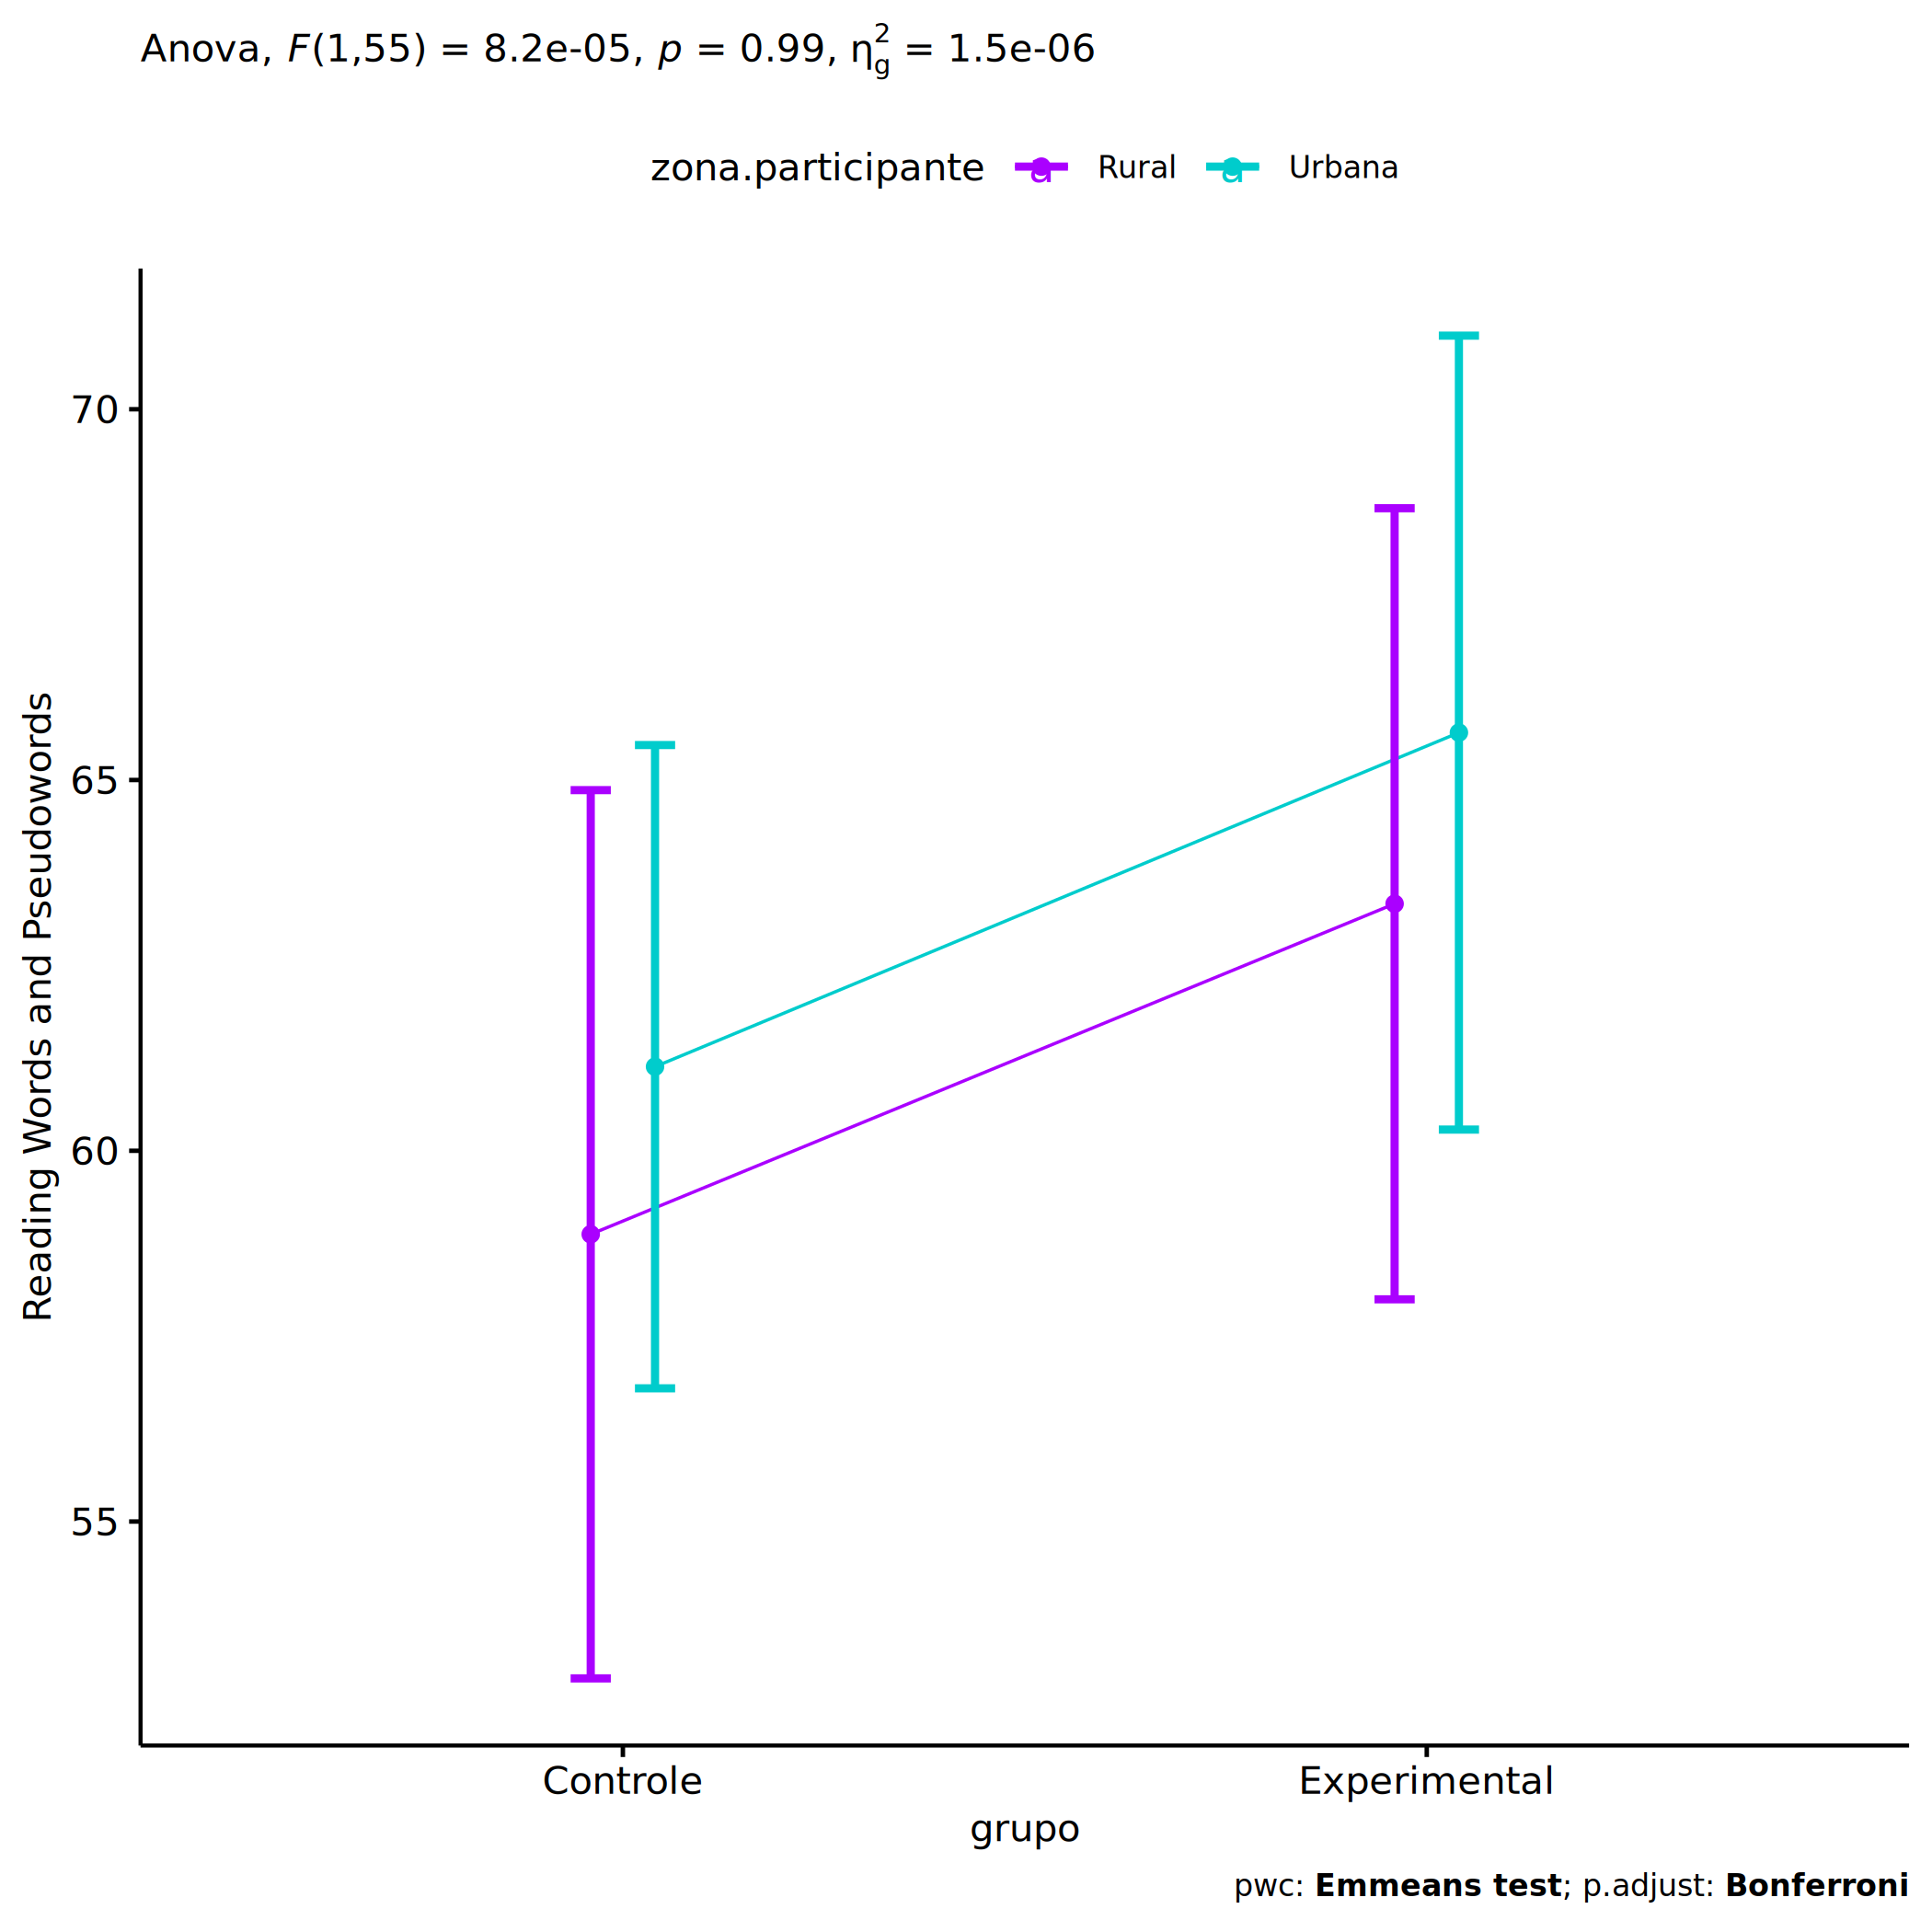 Anova, F(1,55) = 8.2e-05, p = 0.99, η²g = 1.5e-06
zona.participante a Rural a Urbana
Reading Words and Pseudowords
70
65
60
55
Controle Experimental
grupo
pwc: Emmeans test; p.adjust: Bonferroni